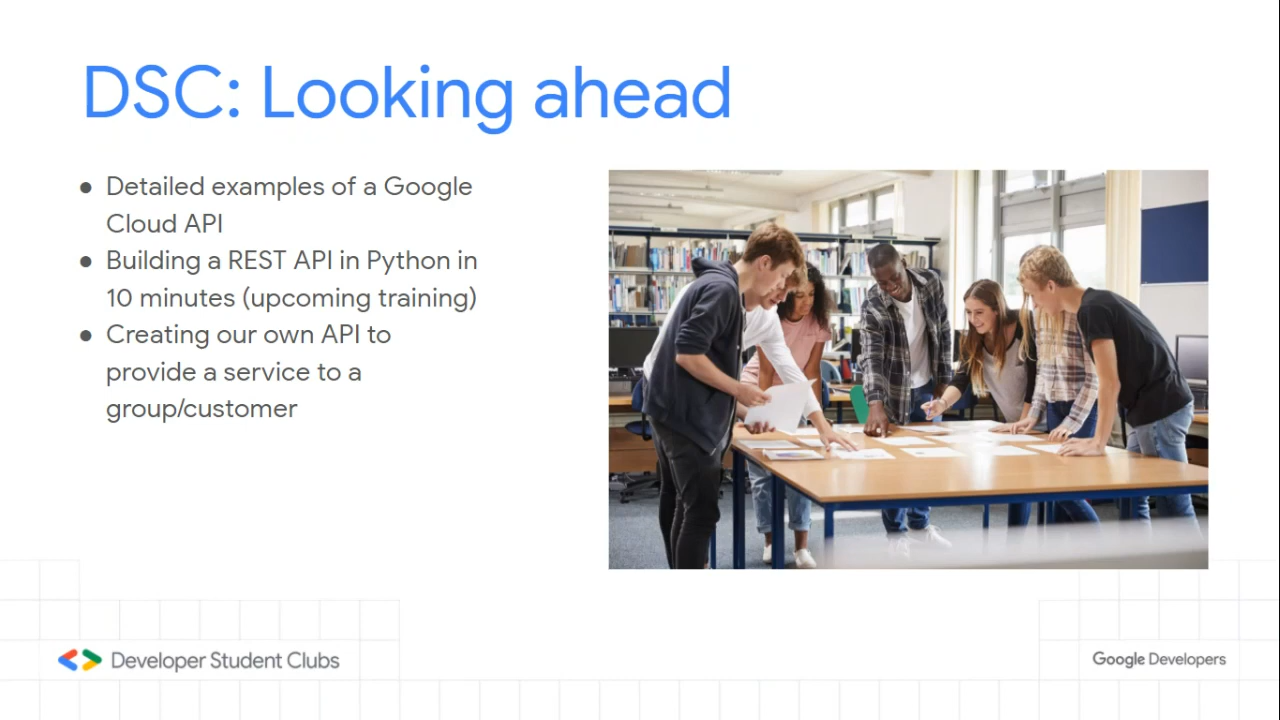 DSC: Looking ahead
● Detailed examples of a Google
Cloud API
● Building a REST API in Python in
10 minutes (upcoming training)
● Creating our own API to
provide a service to a
group/customer
Developer Student Clubs
Google Developers